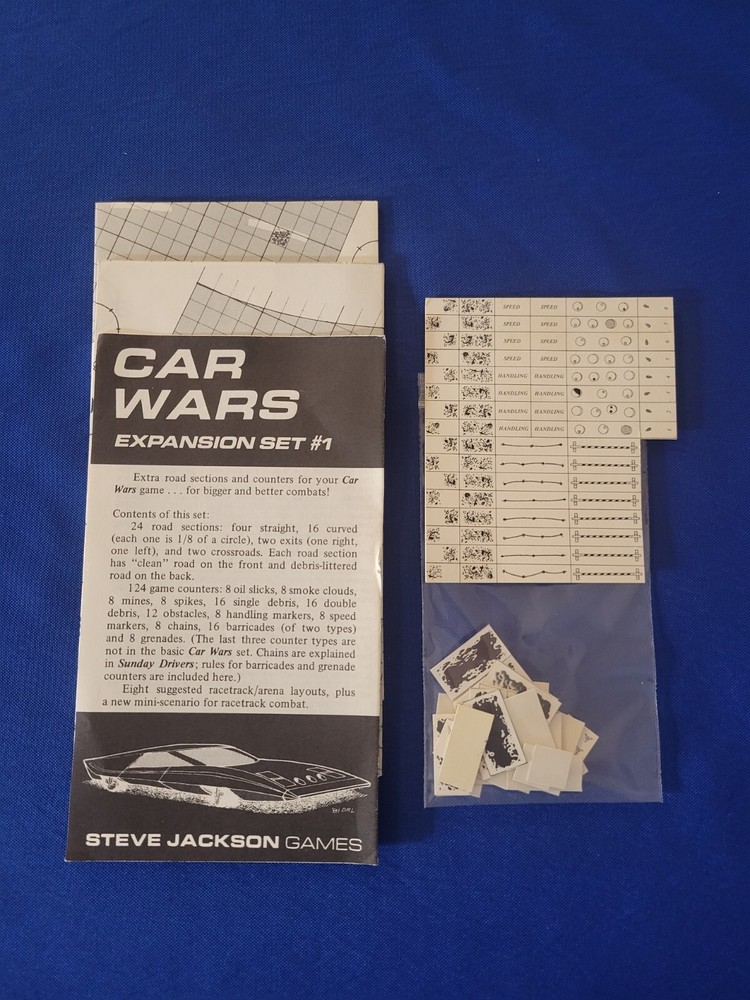 CAR
WARS
EXPANSION SET #1
Extra road sections and counters for your Car
Wars game . . . for bigger and better combats!
Contents of this set:
24 road sections: four straight, 16 curved
(each one is 1/8 of a circle), two exits (one right,
one left), and two crossroads. Each road section
has "clean" road on the front and debris-littered
road on the back.
124 game counters: 8 oil slicks, 8 smoke clouds,
8 mines, 8 spikes, 16 single debris, 16 double
debris, 12 obstacles, 8 handling markers, 8 speed
markers, 8 chains, 16 barricades (of two types)
and 8 grenades. (The last three counter types are
not in the basic Car Wars set. Chains are explained
in Sunday Drivers; rules for barricades and grenade
counters are included here.)
Eight suggested racetrack/arena layouts, plus
a new mini-scenario for racetrack combat.
'81 DRL
STEVE JACKSON GAMES
SPEED SPEED
SPEED SPEED
SPEED SPEED
SPEED SPEED
HANDLING HANDLING
HANDLING HANDLING
HANDLING HANDLING
HANDLING HANDLING